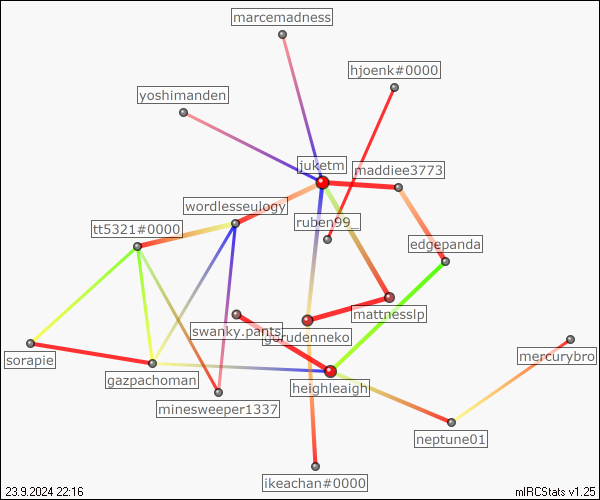 marcemadness
hjoenk#0000
yoshimanden
juketm
maddiee3773
wordlesseulogy
ruben99_
tt5321#0000
edgepanda
mattnesslp
swanky.pants
sorapie
mercurybro
gazpachoman
heighleaigh
minesweeper1337
neptune01
ikeachan#0000
23.9.2024 22:16
mIRCStats v1.25